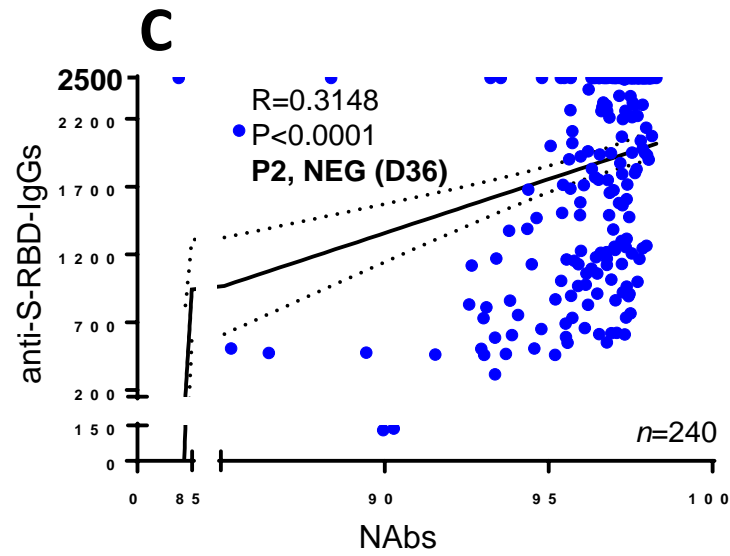 C
R=0.3148
P<0.0001
P2, NEG (D36)
anti-S-RBD-IgGs
2500
2200
1700
1200
700
200
150
0
n=240
0 85 90 95 100
NAbs